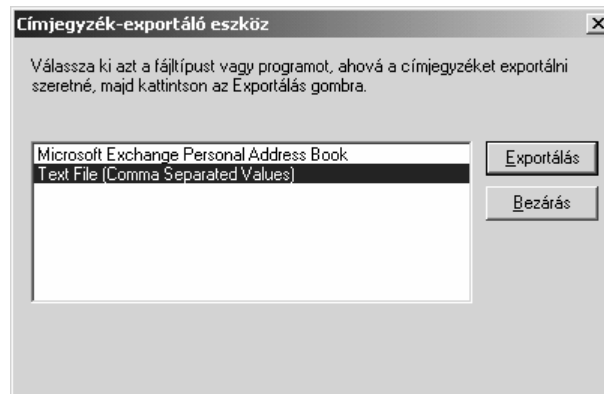 Címjegyzék-exportáló eszköz
Válassza ki azt a fájltípust vagy programot, ahová a címjegyzéket exportálni
szeretné, majd kattintson az Exportálás gombra.
Microsoft Exchange Personal Address Book
Text File (Comma Separated Values)
Exportálás
Bezárás